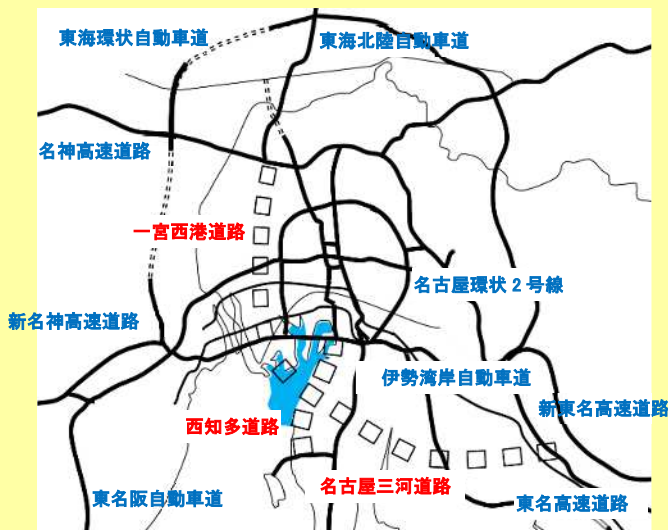 東海環状自動車道
東海北陸自動車道
名神高速道路
一宮西港道路
名古屋環状2号線
新名神高速道路
伊勢湾岸自動車道
新東名高速道路
西知多道路
名古屋三河道路
東名阪自動車道
東名高速道路